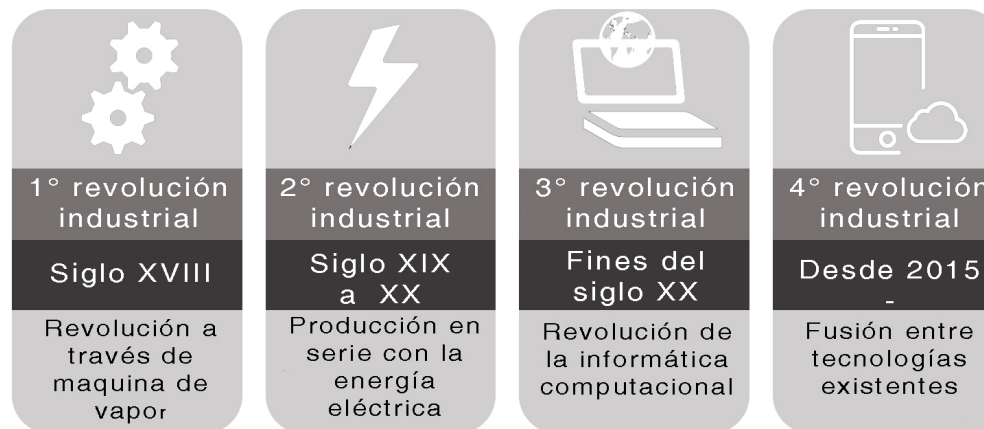 1° revolución
industrial
Siglo XVIII
Revolución a
través de
maquina de
vapor
2° revolución
industrial
Siglo XIX
a XX
Producción en
serie con la
energía
eléctrica
3° revolución
industrial
Fines del
siglo XX
Revolución de
la informática
computacional
4° revolución
industrial
Desde 2015
-
Fusión entre
tecnologías
existentes